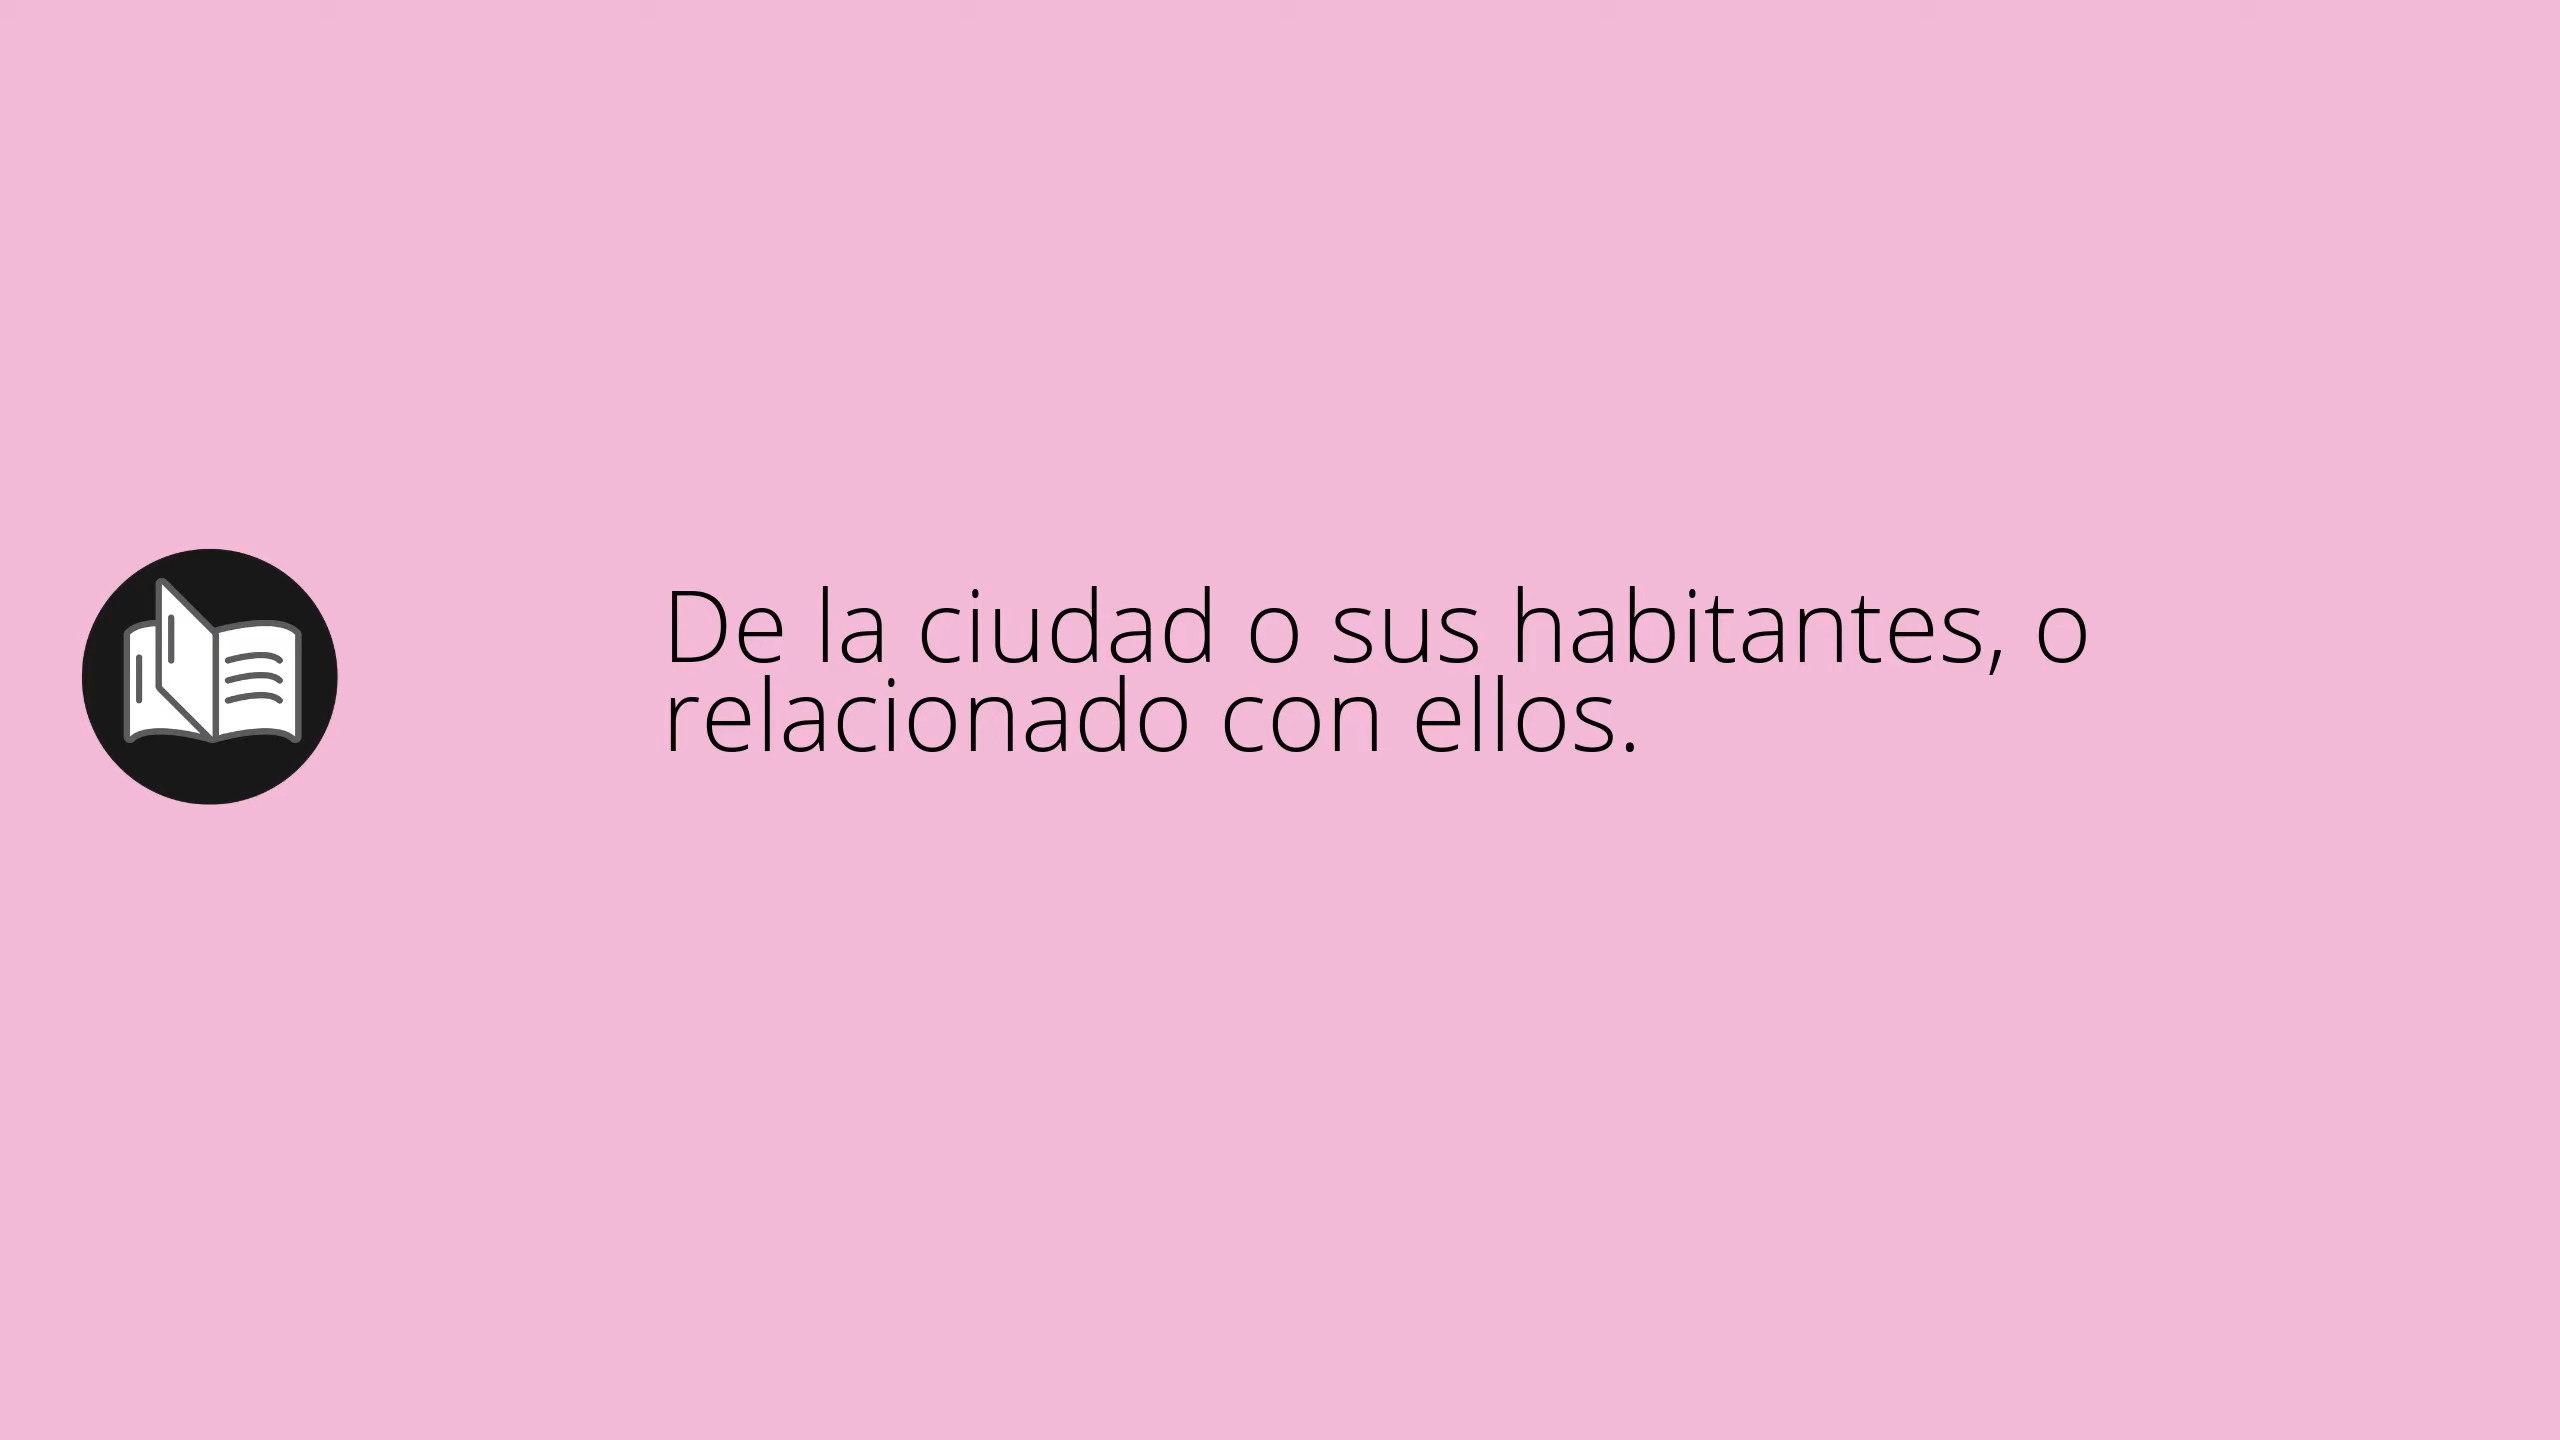 De la ciudad o sus habitantes, o
relacionado con ellos.